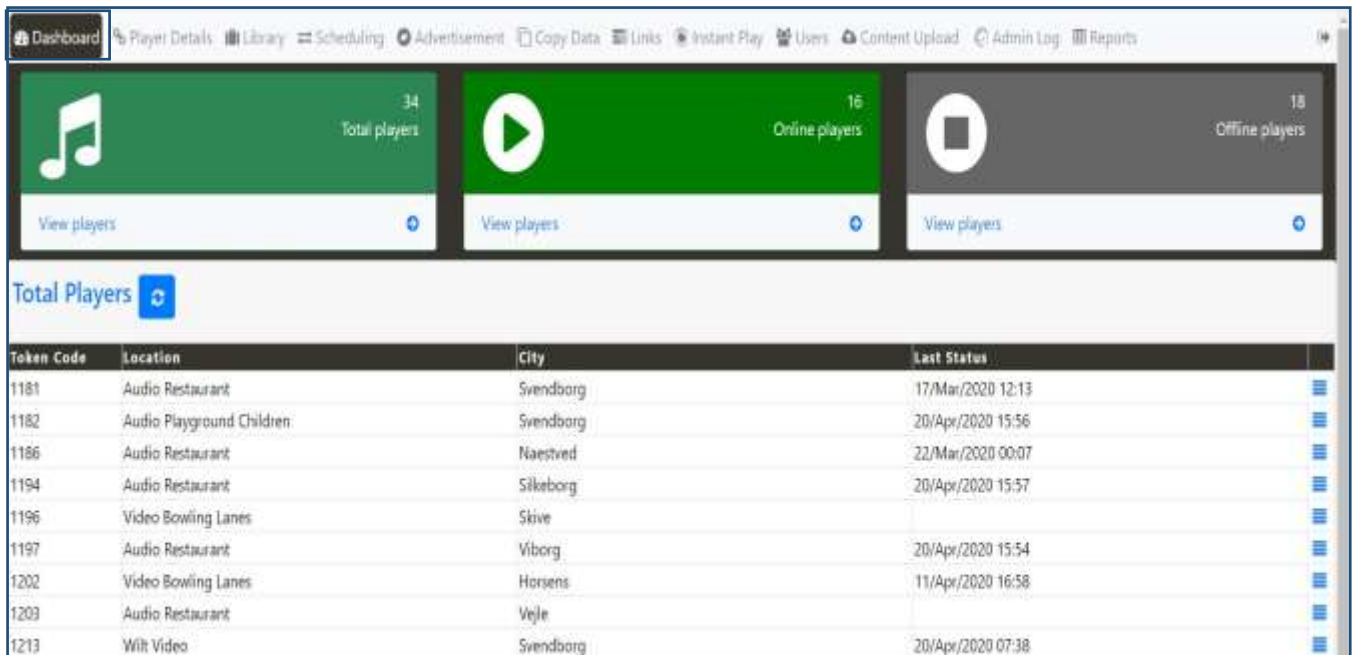 Dashboard Player Details Library Scheduling Advertisement Copy Data Links Instant Play Users Content Upload Admin Log Reports
34 16 18
Total players Online players Offline players
View players View players View players
Total Players
Token Code Location City Last Status
1181 Audio Restaurant Svendborg 17/Mar/2020 12:13
1182 Audio Playground Children Svendborg 20/Apr/2020 15:56
1186 Audio Restaurant Naestved 22/Mar/2020 00:07
1194 Audio Restaurant Silkeborg 20/Apr/2020 15:57
1196 Video Bowling Lanes Skive
1197 Audio Restaurant Viborg 20/Apr/2020 15:54
1202 Video Bowling Lanes Horsens 11/Apr/2020 16:58
1203 Audio Restaurant Vejle
1213 Wilt Video Svendborg 20/Apr/2020 07:38